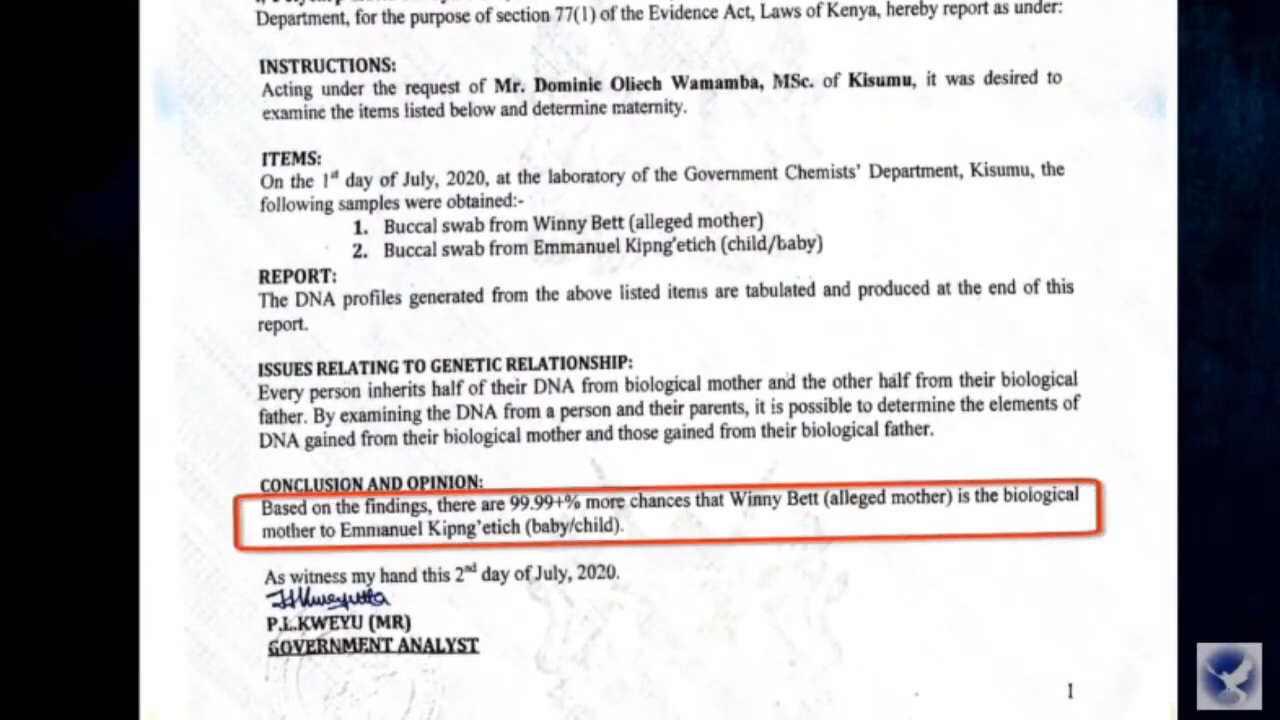 Department, for the purpose of section 77(1) of the Evidence Act, Laws of Kenya, hereby report as under:
INSTRUCTIONS:
Acting under the request of Mr. Dominic Oliech Wamamba, MSc. of Kisumu, it was desired to
examine the items listed below and determine maternity.
ITEMS:
On the 1st day of July, 2020, at the laboratory of the Government Chemists' Department, Kisumu, the
following samples were obtained:-
1. Buccal swab from Winny Bett (alleged mother)
2. Buccal swab from Emmanuel Kipng'etich (child/baby)
REPORT:
The DNA profiles generated from the above listed items are tabulated and produced at the end of this
report.
ISSUES RELATING TO GENETIC RELATIONSHIP:
Every person inherits half of their DNA from biological mother and the other half from their biological
father. By examining the DNA from a person and their parents, it is possible to determine the elements of
DNA gained from their biological mother and those gained from their biological father.
CONCLUSION AND OPINION:
Based on the findings, there are 99.99+% more chances that Winny Bett (alleged mother) is the biological
mother to Emmanuel Kipng'etich (baby/child).
As witness my hand this 2nd day of July, 2020.
P.L.KWEYU (MR)
GOVERNMENT ANALYST
1